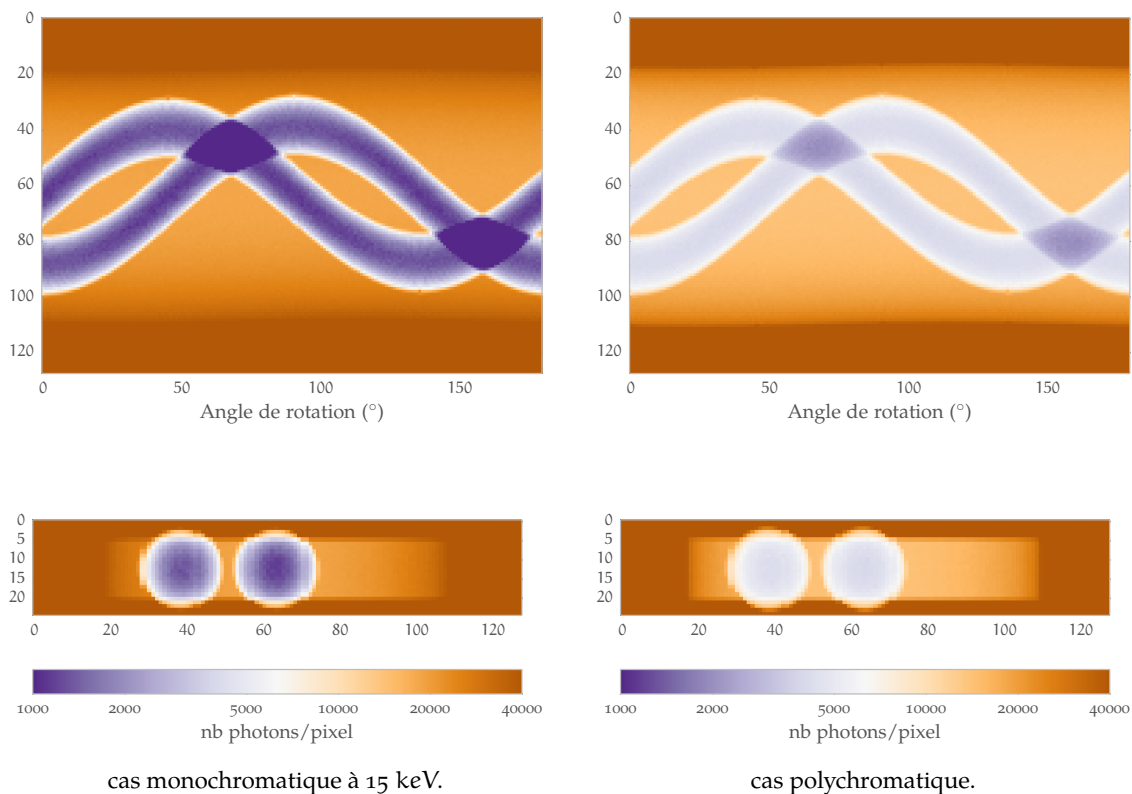 0
20
40
60
80
100
120
0 50 100 150
Angle de rotation (°)
0
20
40
60
80
100
120
0 50 100 150
Angle de rotation (°)
0
5
10
15
20
0 20 40 60 80 100 120
1000 2000 5000 10000 20000 40000
nb photons/pixel
cas monochromatique à 15 keV.
0
5
10
15
20
0 20 40 60 80 100 120
1000 2000 5000 10000 20000 40000
nb photons/pixel
cas polychromatique.